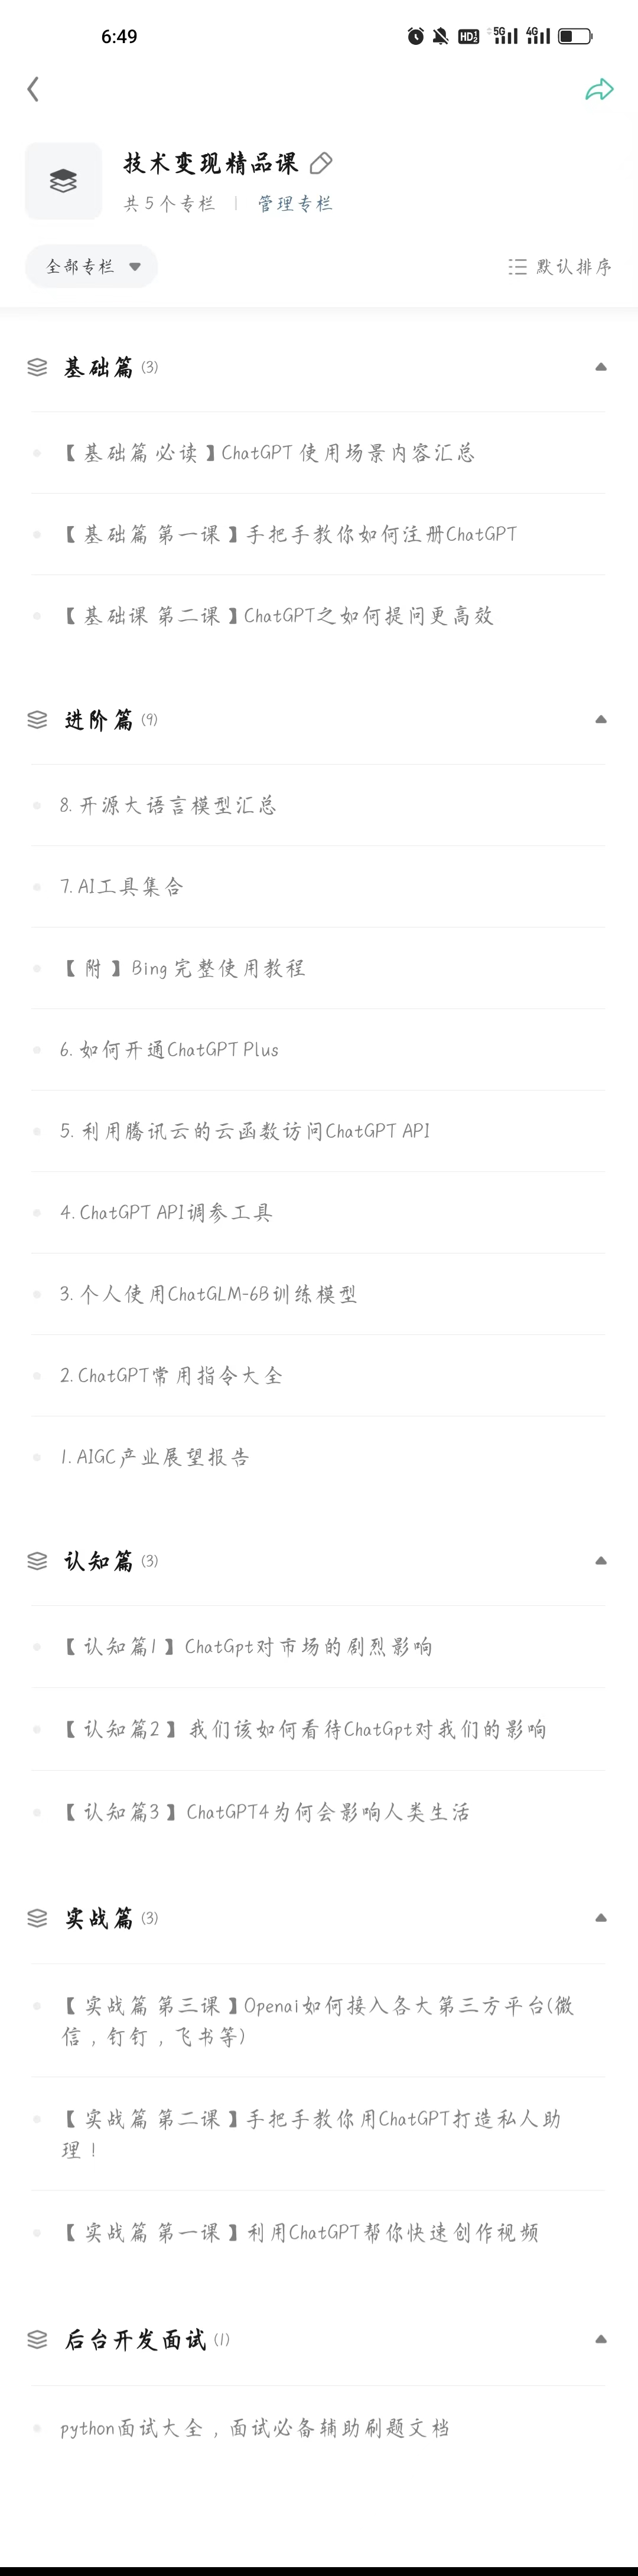 6:49
HD 5G 4G
技术变现精品课
共5个专栏 | 管理专栏
全部专栏 默认排序
基础篇 (3)
【基础篇 必读】ChatGPT 使用场景内容汇总
【基础篇 第一课】手把手教你如何注册ChatGPT
【基础课 第二课】ChatGPT之如何提问更高效
进阶篇 (9)
8. 开源大语言模型汇总
7. AI工具集合
【附】Bing 完整使用教程
6. 如何开通ChatGPT Plus
5. 利用腾讯云的云函数访问ChatGPT API
4. ChatGPT API调参工具
3. 个人使用ChatGLM-6B训练模型
2. ChatGPT常用指令大全
1. AIGC产业展望报告
认知篇 (3)
【认知篇1】ChatGpt对市场的剧烈影响
【认知篇2】我们该如何看待ChatGpt对我们的影响
【认知篇3】ChatGPT4为何会影响人类生活
实战篇 (3)
【实战篇 第三课】Openai如何接入各大第三方平台(微
信，钉钉，飞书等)
【实战篇 第二课】手把手教你用ChatGPT打造私人助
理！
【实战篇 第一课】利用ChatGPT帮你快速创作视频
后台开发面试 (1)
python面试大全，面试必备辅助刷题文档